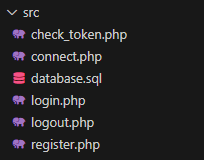 src
check_token.php
connect.php
database.sql
login.php
logout.php
register.php